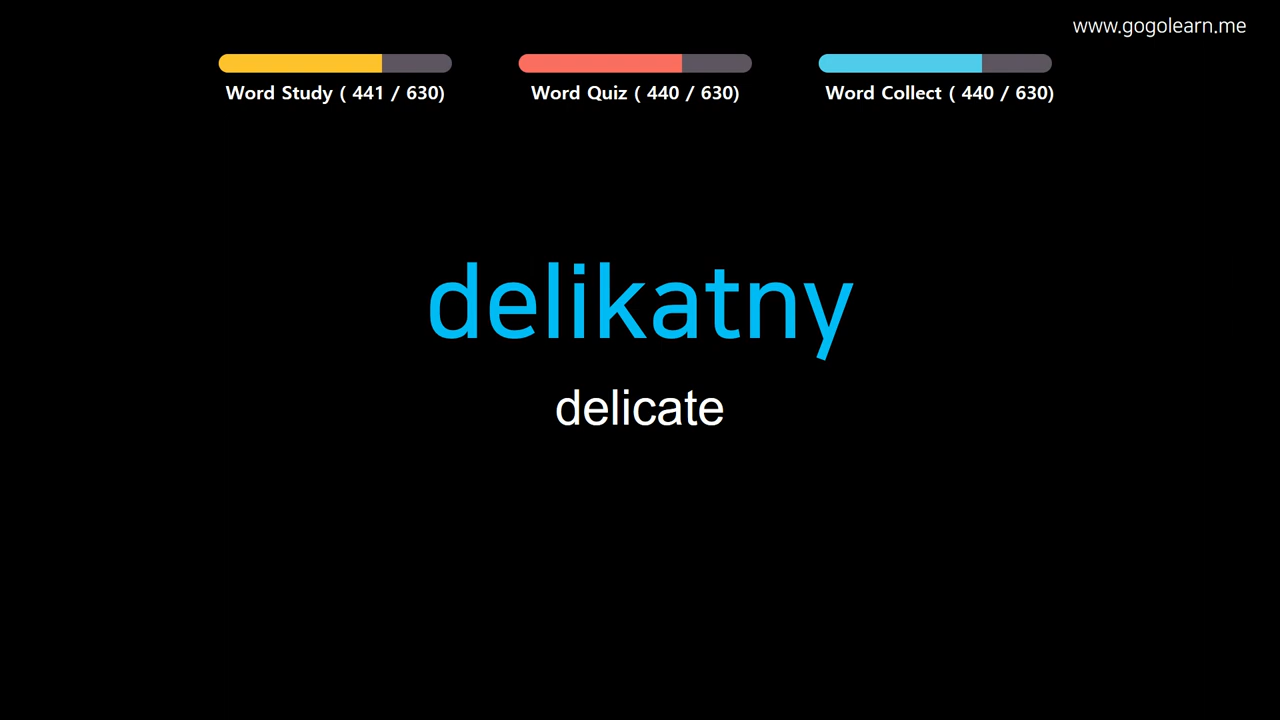 www.gogolearn.me
Word Study ( 441 / 630)
Word Quiz ( 440 / 630)
Word Collect ( 440 / 630)
delikatny
delicate